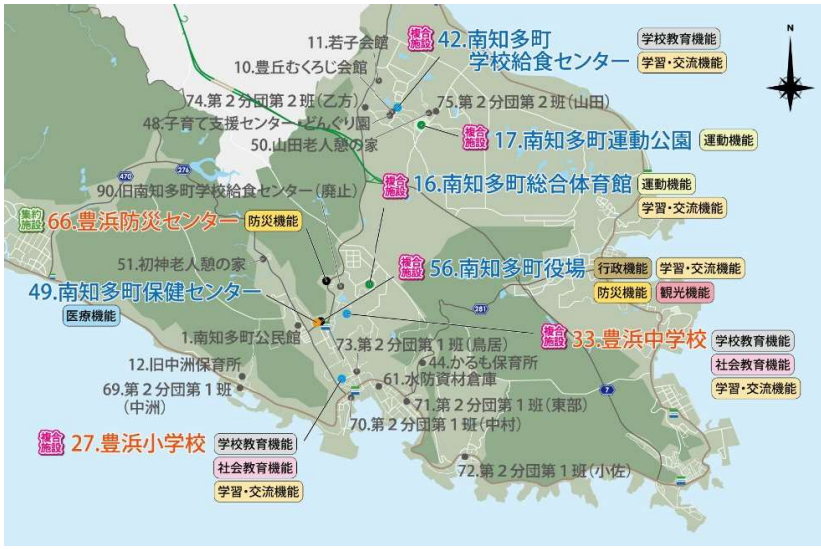 11.若子会館
複合
施設
42.南知多町
学校給食センター
学校教育機能
学習・交流機能
10.豊丘むくろじ会館
74.第2分団第2班(乙方)
75.第2分団第2班(山田)
48.子育て支援センター・どんぐり園
50.山田老人憩の家
複合
施設
17.南知多町運動公園
運動機能
N
470
276
90.旧南知多町学校給食センター(廃止)
複合
施設
16.南知多町総合体育館
運動機能
学習・交流機能
集約
施設
66.豊浜防災センター
防災機能
51.初神老人憩の家
複合
施設
56.南知多町役場
行政機能
学習・交流機能
防災機能
観光機能
49.南知多町保健センター
医療機能
281
1.南知多町公民館
73.第2分団第1班(鳥居)
複合
施設
33.豊浜中学校
学校教育機能
社会教育機能
学習・交流機能
12.旧中洲保育所
44.かるも保育所
69.第2分団第1班
(中洲)
61.水防資材倉庫
7
71.第2分団第1班(東部)
70.第2分団第1班(中村)
複合
施設
27.豊浜小学校
学校教育機能
社会教育機能
学習・交流機能
72.第2分団第1班(小佐)